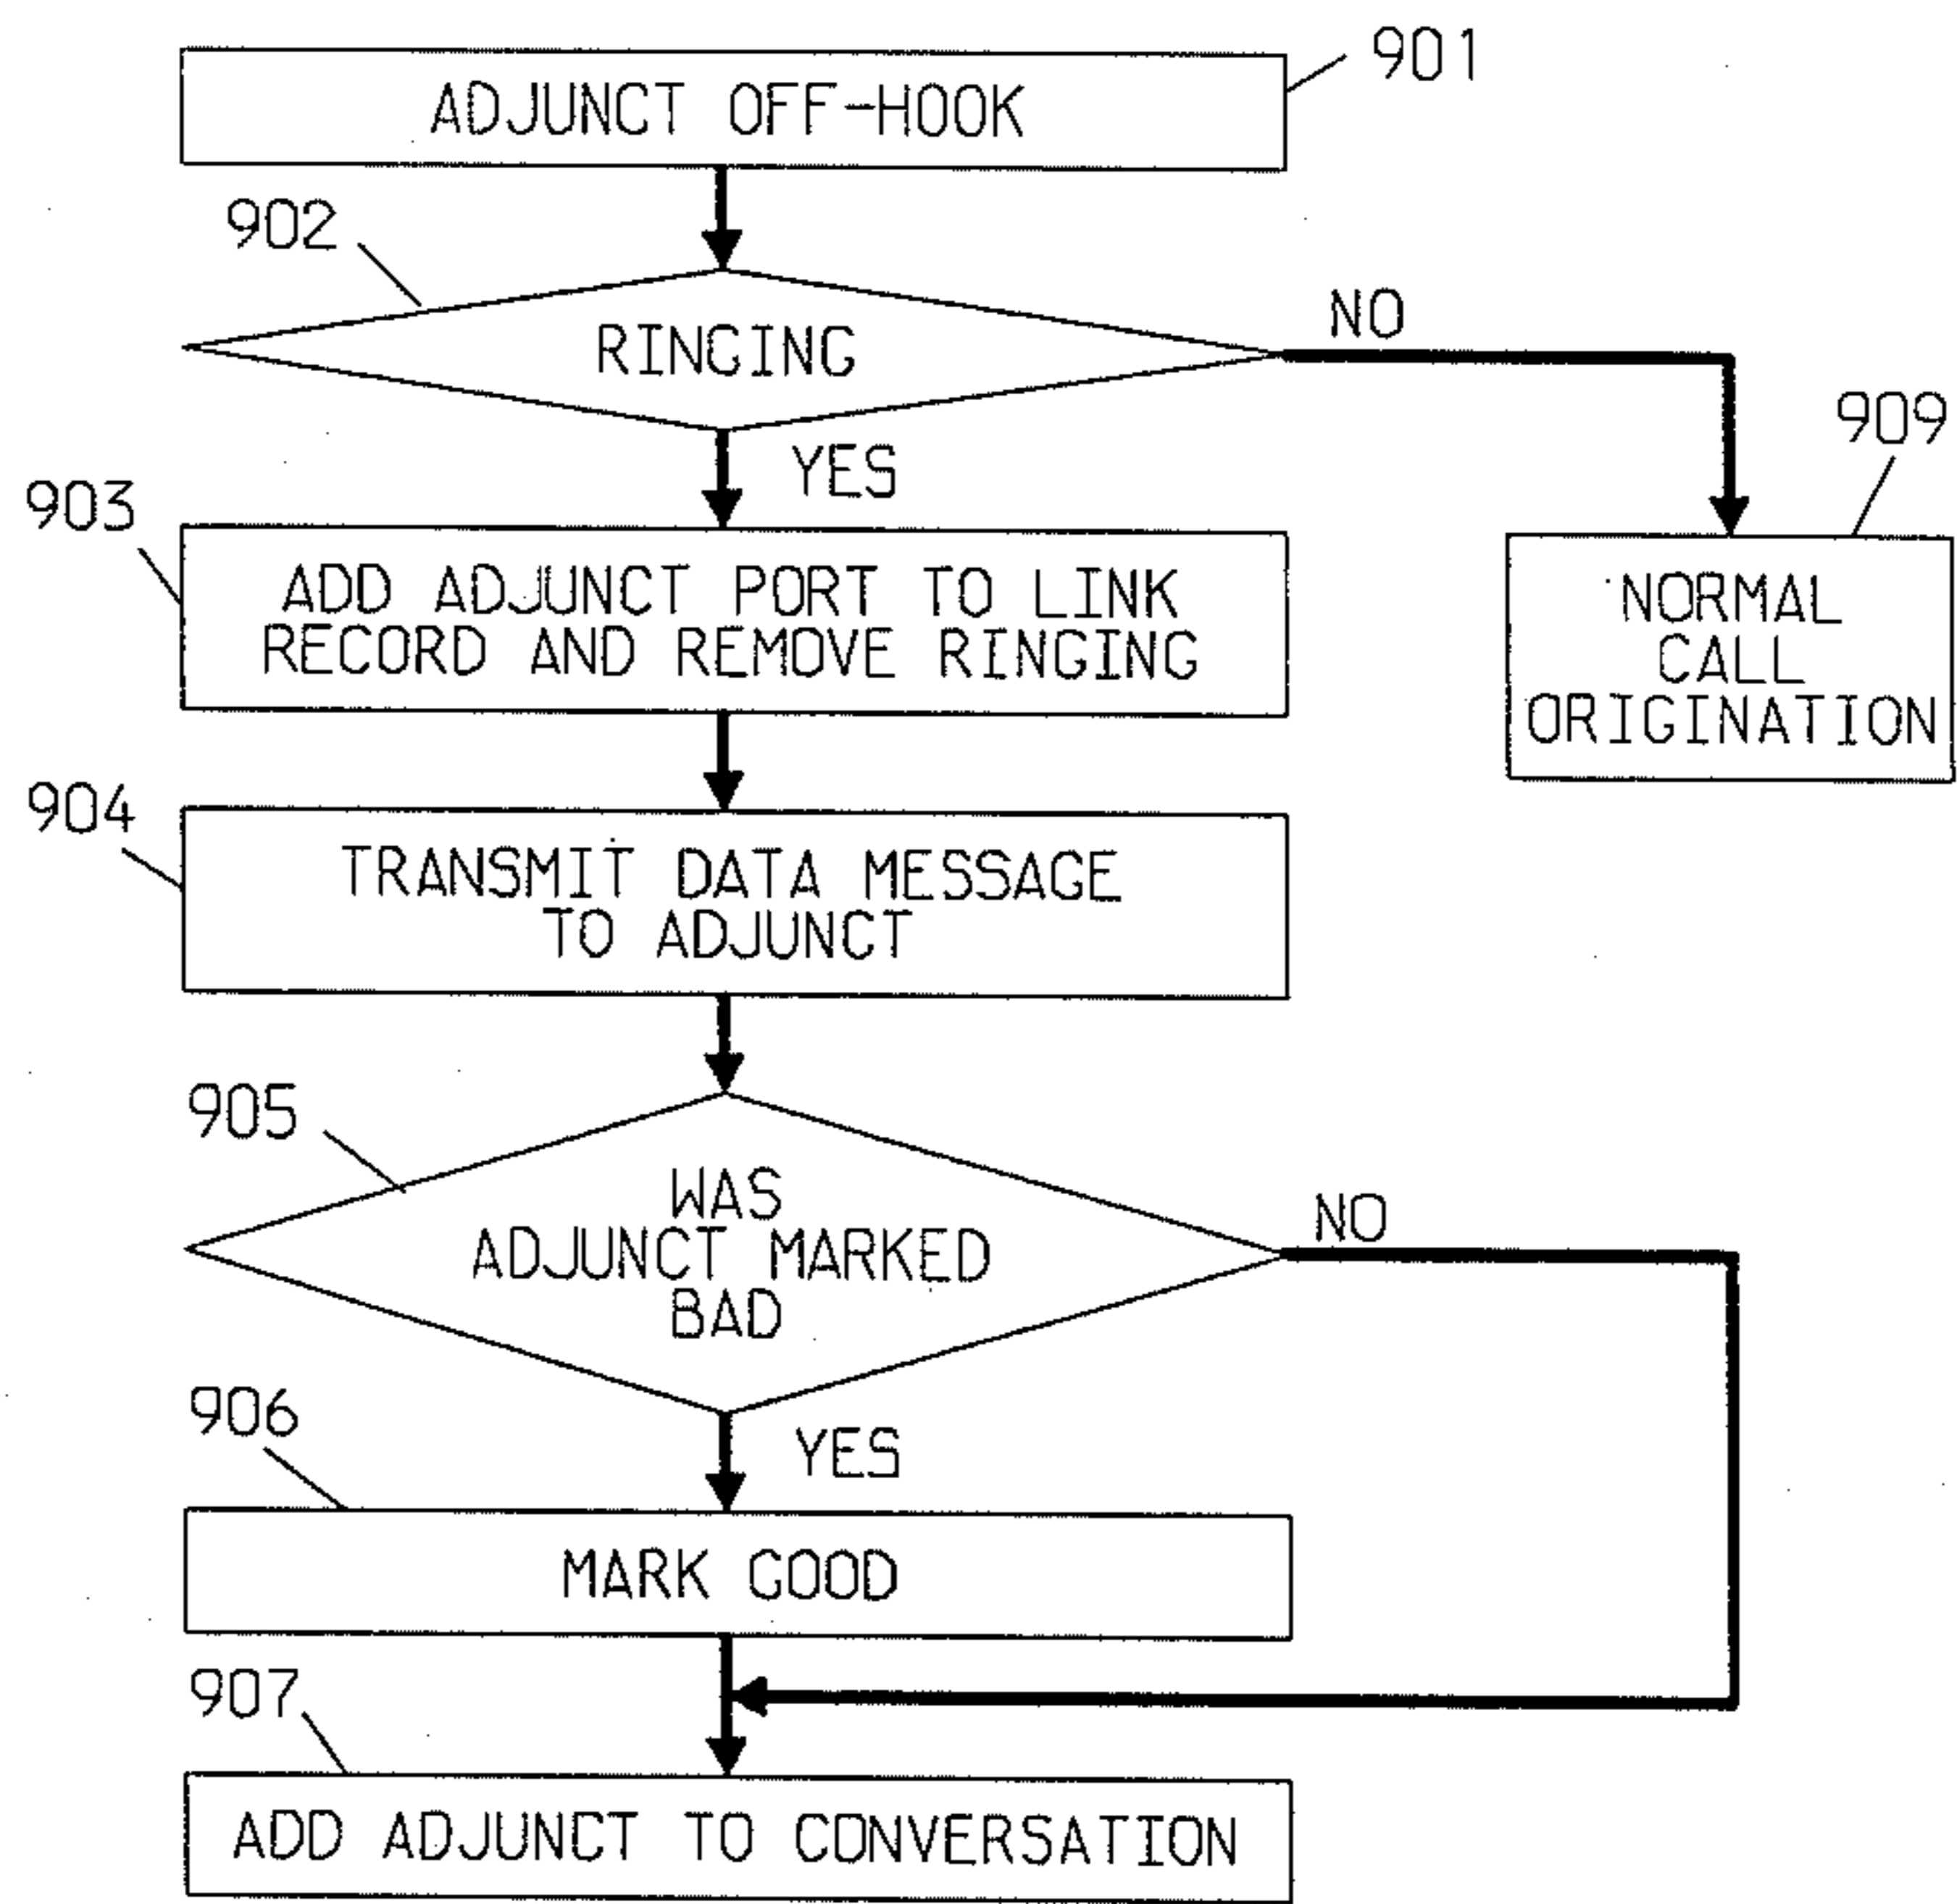 901
ADJUNCT OFF-HOOK
902
RINGING
NO
YES
909
903
ADD ADJUNCT PORT TO LINK
RECORD AND REMOVE RINGING
NORMAL
CALL
ORIGINATION
904
TRANSMIT DATA MESSAGE
TO ADJUNCT
905
WAS
ADJUNCT MARKED
BAD
NO
YES
906
MARK GOOD
907
ADD ADJUNCT TO CONVERSATION